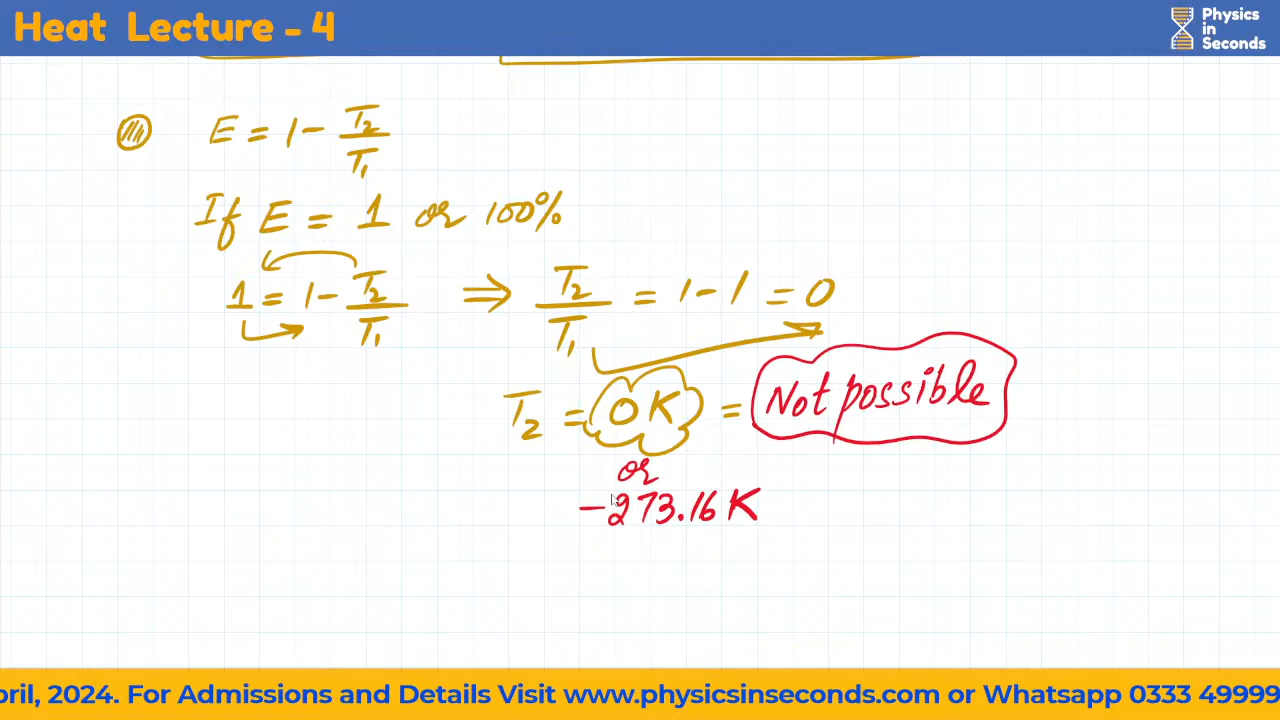 Heat Lecture - 4
Physics
in
Seconds
E = 1 - T₂/T₁
If E = 1 or 100%
1 = 1 - T₂/T₁ ⇒ T₂/T₁ = 1 - 1 = 0
T₂ = 0 K = Not possible
or
-273.16 K
pril, 2024. For Admissions and Details Visit www.physicsinseconds.com or Whatsapp 0333 49999